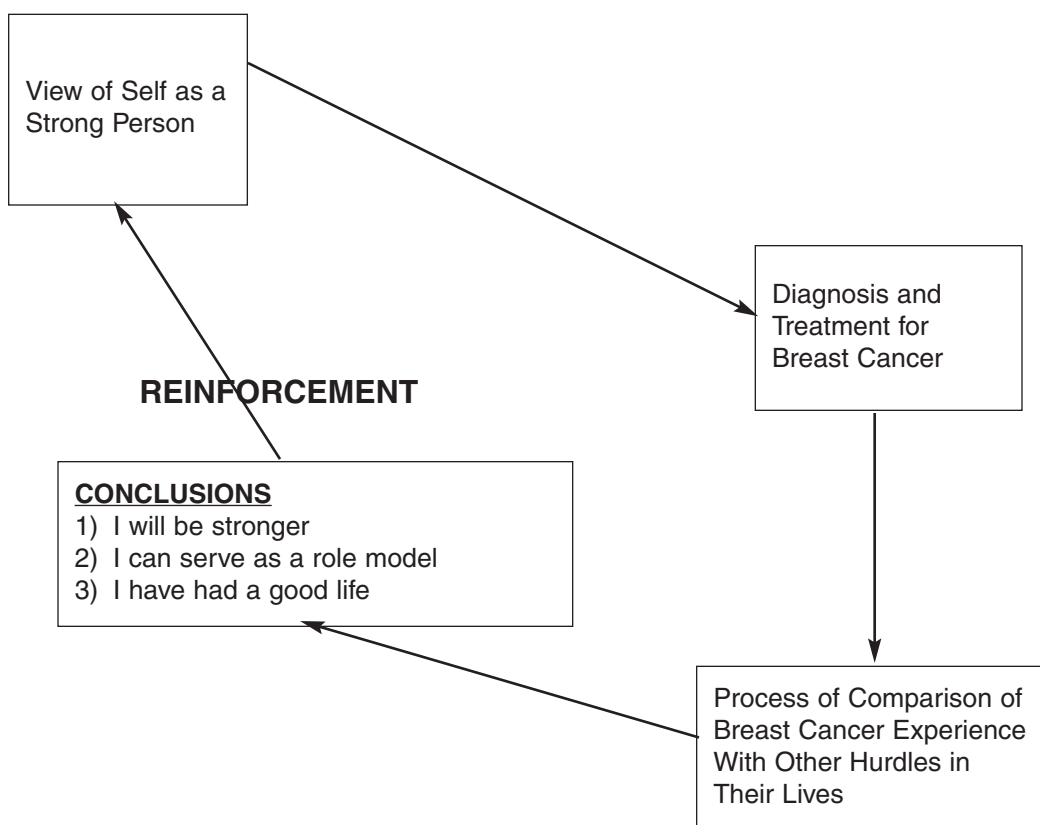 View of Self as a
Strong Person
Diagnosis and
Treatment for
Breast Cancer
REINFORCEMENT
CONCLUSIONS
1) I will be stronger
2) I can serve as a role model
3) I have had a good life
Process of Comparison of
Breast Cancer Experience
With Other Hurdles in
Their Lives